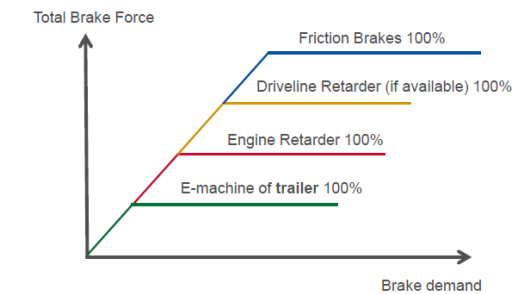 Total Brake Force
Friction Brakes 100%
Driveline Retarder (if available) 100%
Engine Retarder 100%
E-machine of trailer 100%
Brake demand